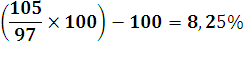 (105/97 × 100) − 100 = 8,25%